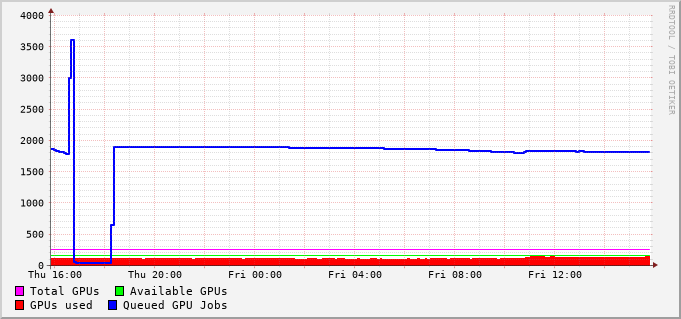 RRDTOOL / TOBI OETIKER
4000
3500
3000
2500
2000
1500
1000
500
0
Thu 16:00 Thu 20:00 Fri 00:00 Fri 04:00 Fri 08:00 Fri 12:00
Total GPUs Available GPUs
GPUs used Queued GPU Jobs